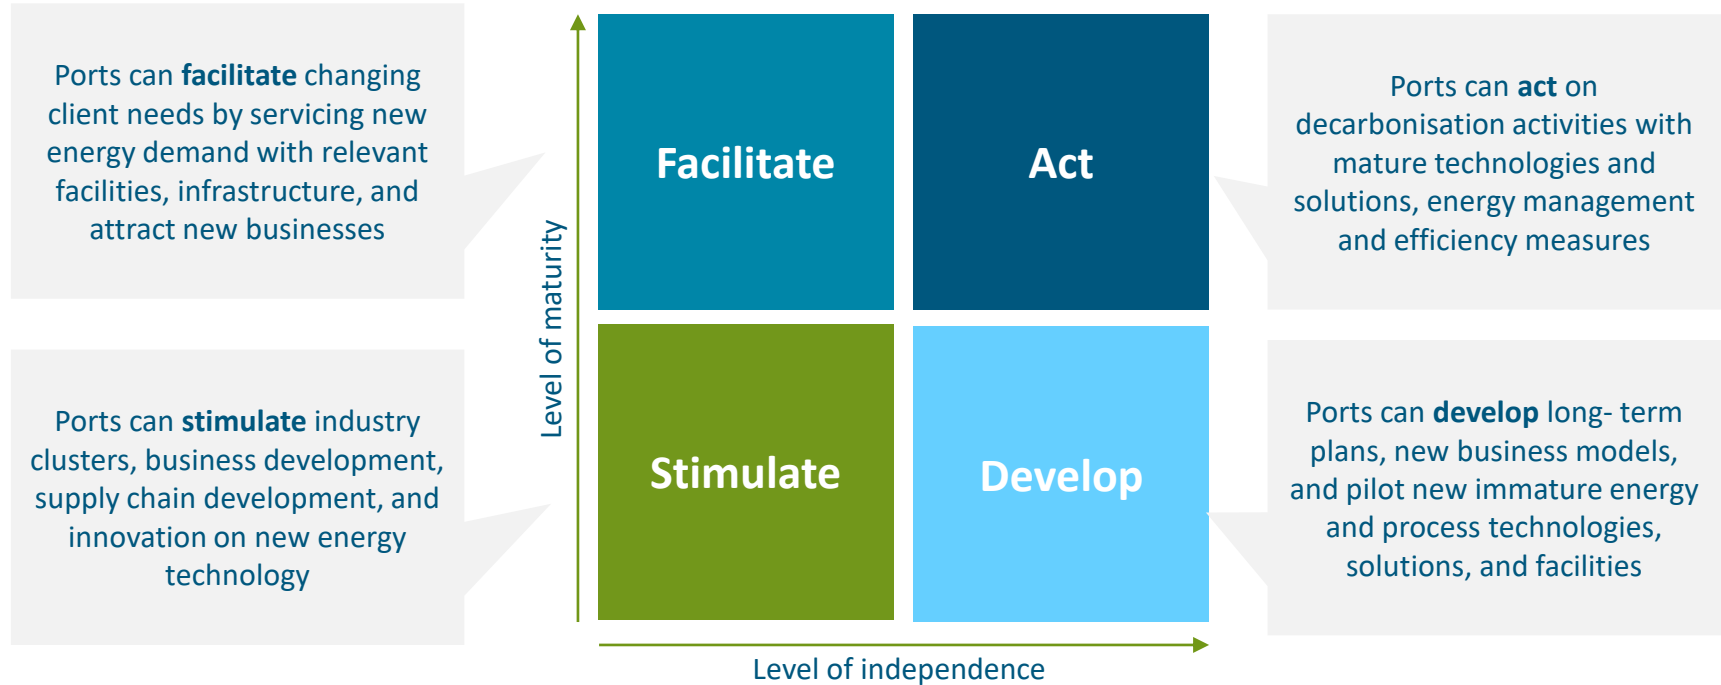 Ports can facilitate changing
client needs by servicing new
energy demand with relevant
facilities, infrastructure, and
attract new businesses
Ports can stimulate industry
clusters, business development,
supply chain development, and
innovation on new energy
technology
Level of maturity
Facilitate
Act
Stimulate
Develop
Level of independence
Ports can act on
decarbonisation activities with
mature technologies and
solutions, energy management
and efficiency measures
Ports can develop long- term
plans, new business models,
and pilot new immature energy
and process technologies,
solutions, and facilities